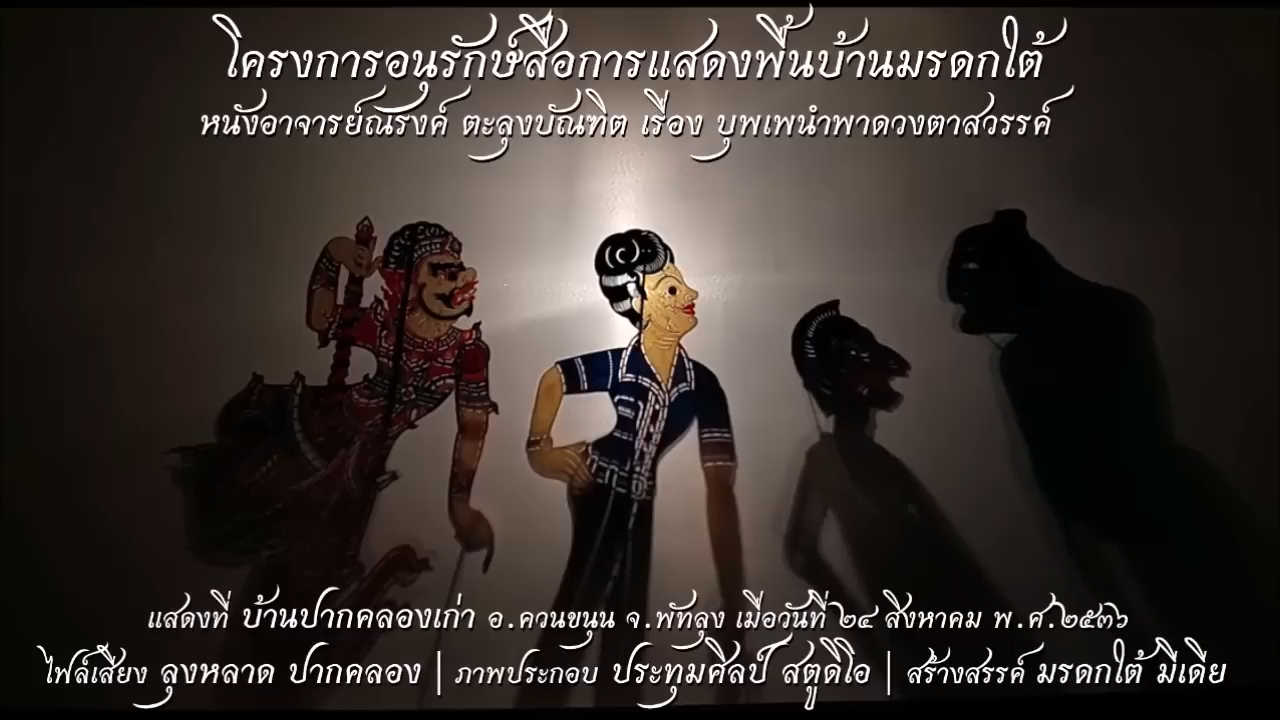 โครงการอนุรักษ์สื่อการแสดงพื้นบ้านมรดกใต้
หนังอาจารย์ณรงค์ ตะลุงบัณฑิต เรื่อง บุพเพนำพาดวงตาสวรรค์
แสดงที่ บ้านปากคลองเก่า อ.ควนขนุน จ.พัทลุง เมื่อวันที่ ๒๔ สิงหาคม พ.ศ.๒๕๓๖
ไฟล์เสียง ลุงหลาด ปากคลอง | ภาพประกอบ ประทุมศิลป์ สตูดิโอ | สร้างสรรค์ มรดกใต้ มีเดีย